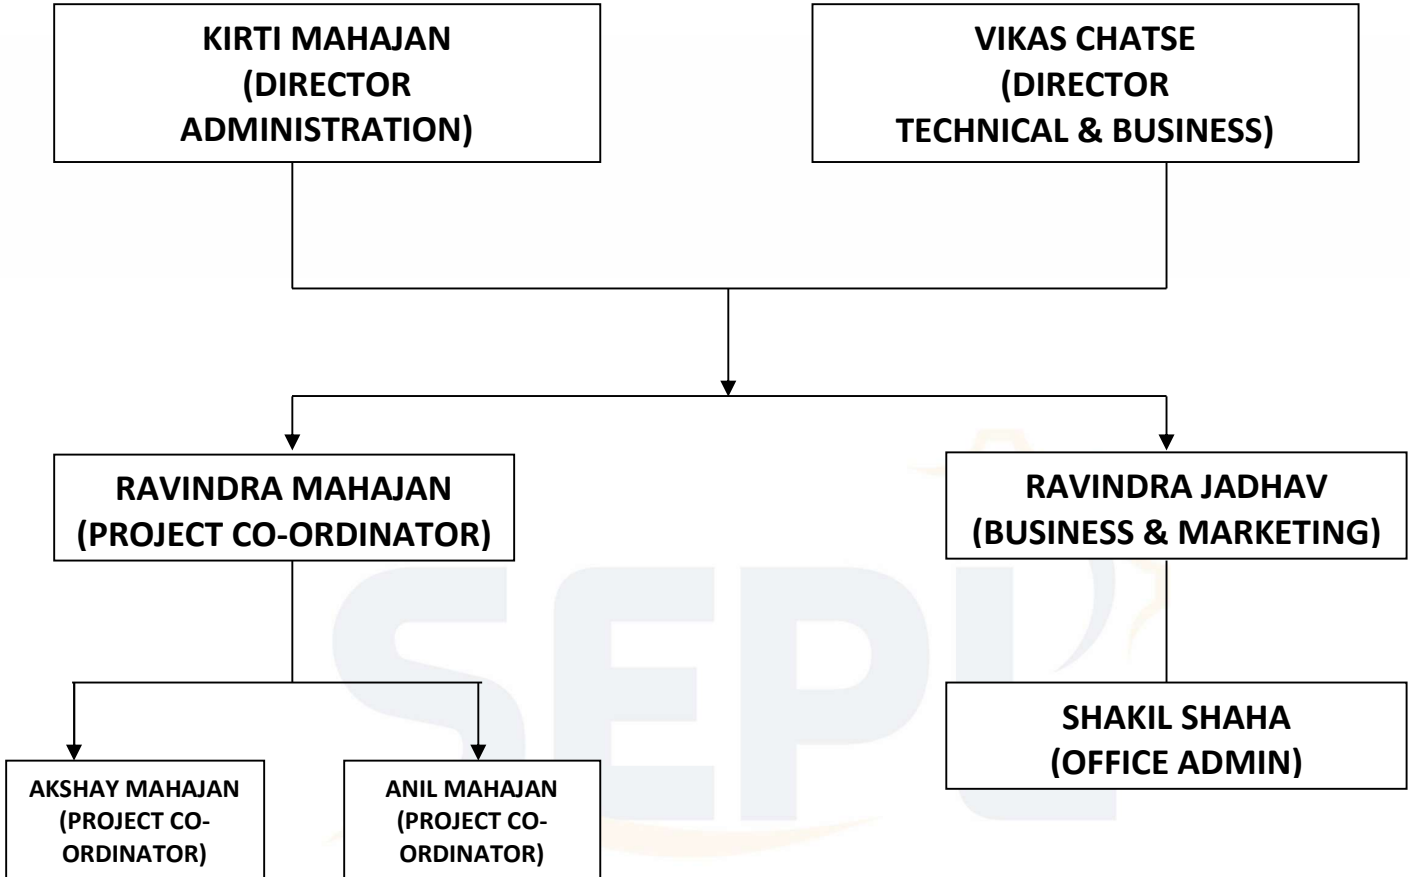 KIRTI MAHAJAN
(DIRECTOR
ADMINISTRATION)
VIKAS CHATSE
(DIRECTOR
TECHNICAL & BUSINESS)
RAVINDRA MAHAJAN
(PROJECT CO-ORDINATOR)
RAVINDRA JADHAV
(BUSINESS & MARKETING)
SEPL
SHAKIL SHAHA
(OFFICE ADMIN)
AKSHAY MAHAJAN
(PROJECT CO-
ORDINATOR)
ANIL MAHAJAN
(PROJECT CO-
ORDINATOR)